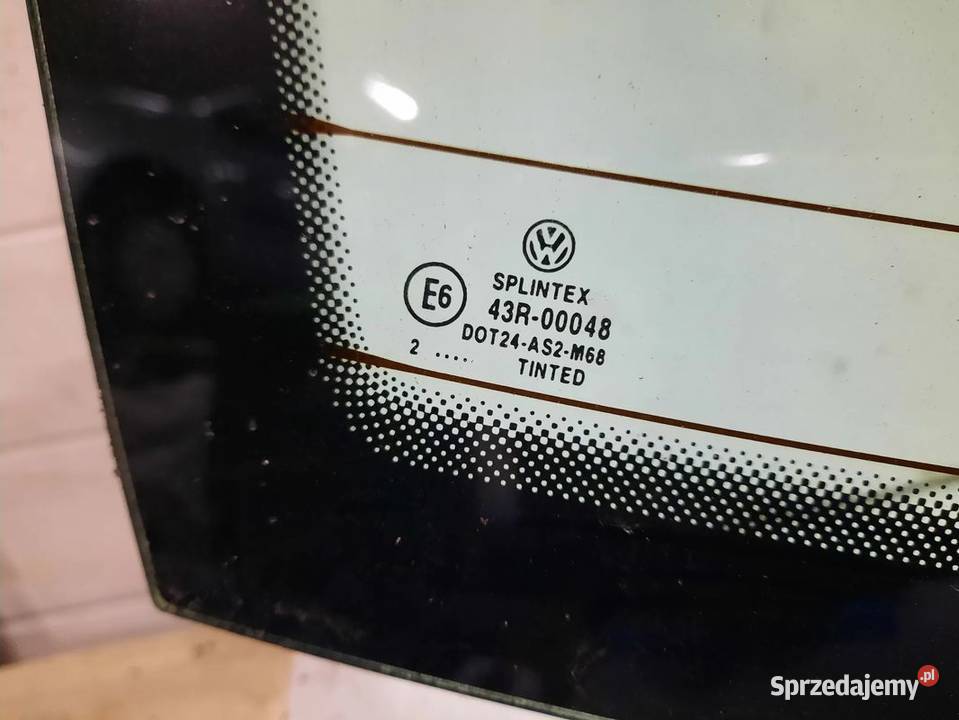 SPLINTEX
E6
43R-00048
DOT24-AS2-M68
2 .....
TINTED
Sprzedajemy.pl